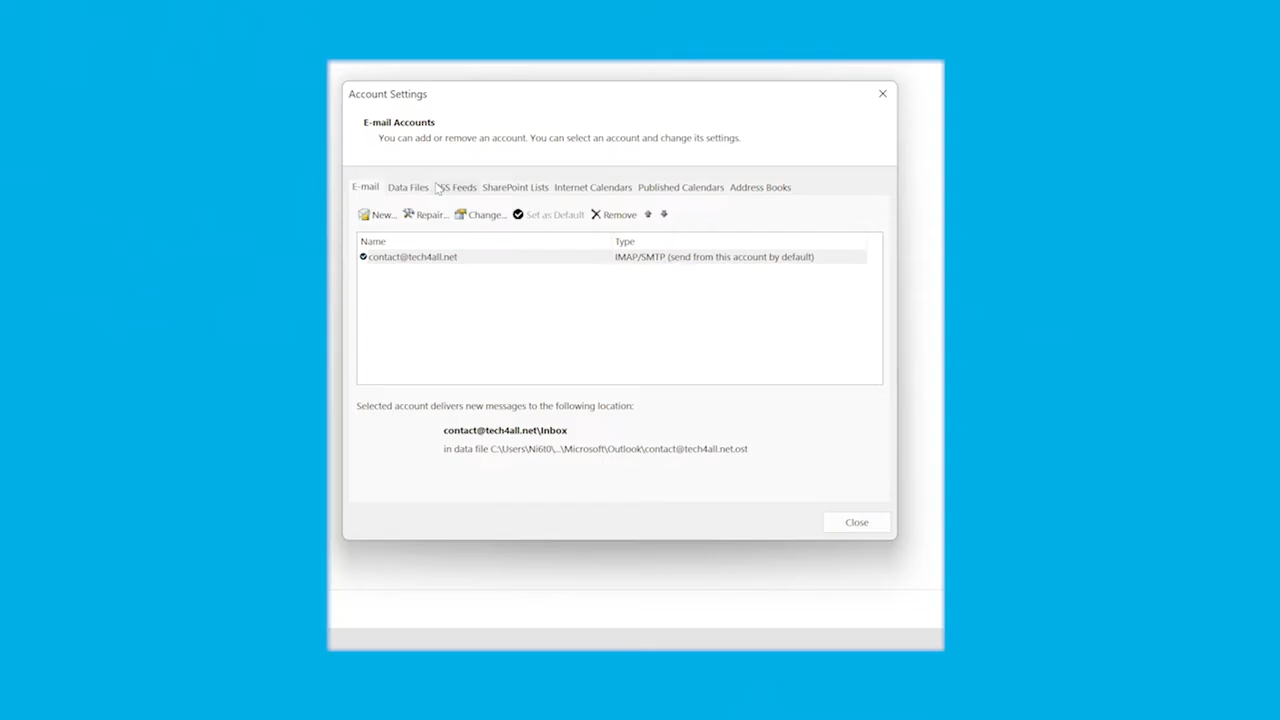 Account Settings
E-mail Accounts
You can add or remove an account. You can select an account and change its settings.
E-mail Data Files Feeds SharePoint Lists Internet Calendars Published Calendars Address Books
New... Repair... Change... Set as Default Remove
Name Type
contact@tech4all.net IMAP/SMTP (send from this account by default)
Selected account delivers new messages to the following location:
contact@tech4all.net\Inbox
in data file C:\Users\Ni6t0\...\Microsoft\Outlook\contact@tech4all.net.ost
Close